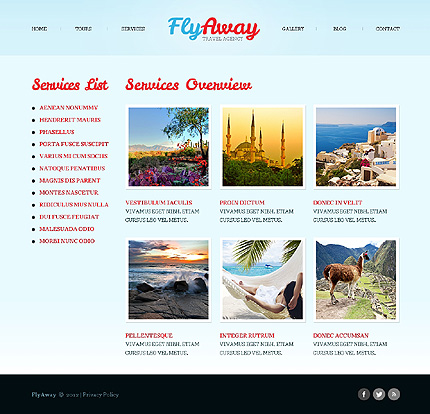 HOME TOURS SERVICES FlyAway GALLERY BLOG CONTACT
TRAVEL AGENCY
Services List
AENEAN NONUMMY
HENDRERIT MAURIS
PHASELLUS
PORTA FUSCE SUSCIPIT
VARIUS MI CUM SOCIIS
NATOQUE PENATIBUS
MAGNIS DIS PARENT
MONTES NASCETUR
RIDICULUS MUS NULLA
DUI FUSCE FEUGIAT
MALESUADA ODIO
MORBI NUNC ODIO
Services Overview
VESTIBULUM IACULIS
VIVAMUS EGET NIBH. ETIAM
CURSUS LEO VEL METUS.
PROIN DICTUM
VIVAMUS EGET NIBH. ETIAM
CURSUS LEO VEL METUS.
DONEC IN VELIT
VIVAMUS EGET NIBH. ETIAM
CURSUS LEO VEL METUS.
PELLENTESQUE
VIVAMUS EGET NIBH. ETIAM
CURSUS LEO VEL METUS.
INTEGER RUTRUM
VIVAMUS EGET NIBH. ETIAM
CURSUS LEO VEL METUS.
DONEC ACCUMSAN
VIVAMUS EGET NIBH. ETIAM
CURSUS LEO VEL METUS.
FlyAway © 2012 | Privacy Policy